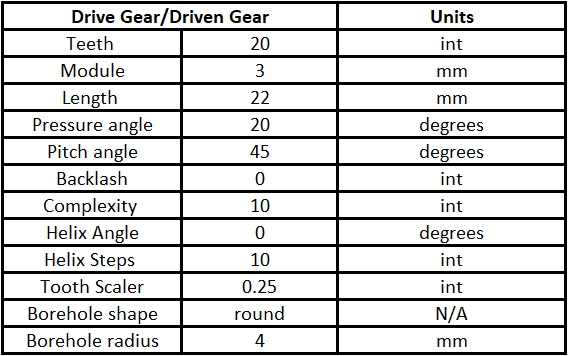 Drive Gear/Driven Gear Units
Teeth 20 int
Module 3 mm
Length 22 mm
Pressure angle 20 degrees
Pitch angle 45 degrees
Backlash 0 int
Complexity 10 int
Helix Angle 0 degrees
Helix Steps 10 int
Tooth Scaler 0.25 int
Borehole shape round N/A
Borehole radius 4 mm